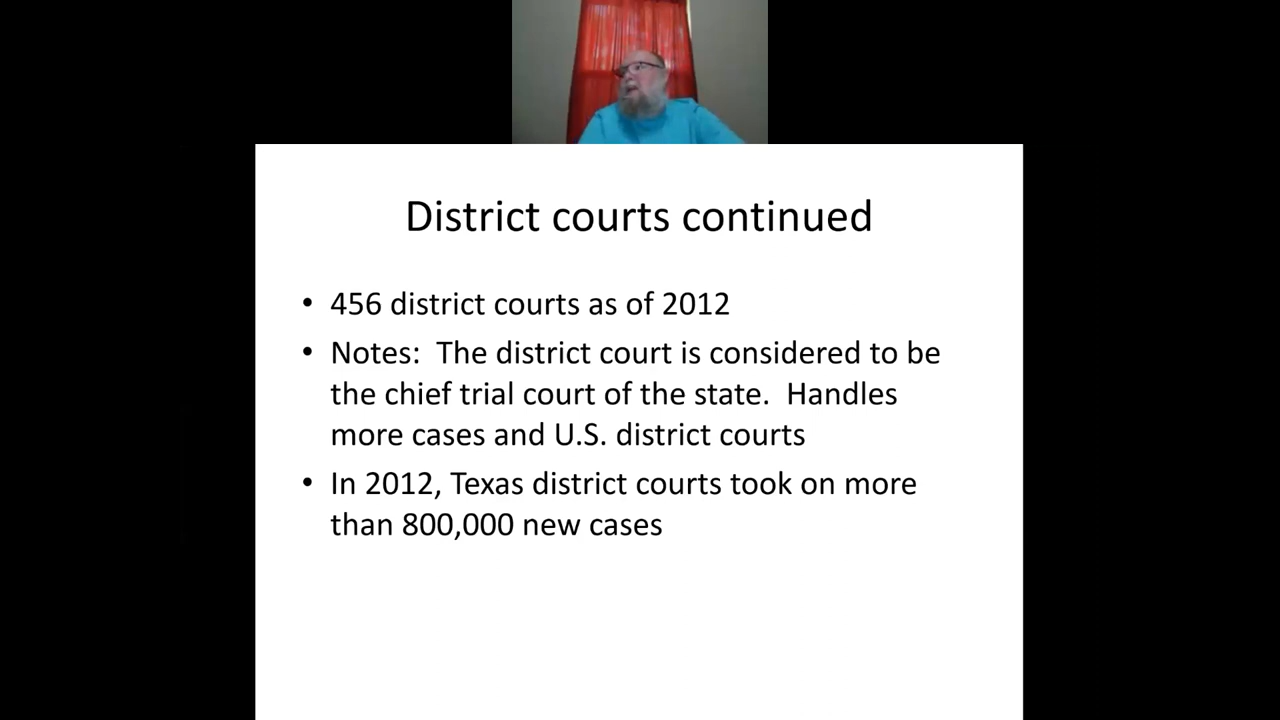 District courts continued
• 456 district courts as of 2012
• Notes:  The district court is considered to be
the chief trial court of the state.  Handles
more cases and U.S. district courts
• In 2012, Texas district courts took on more
than 800,000 new cases